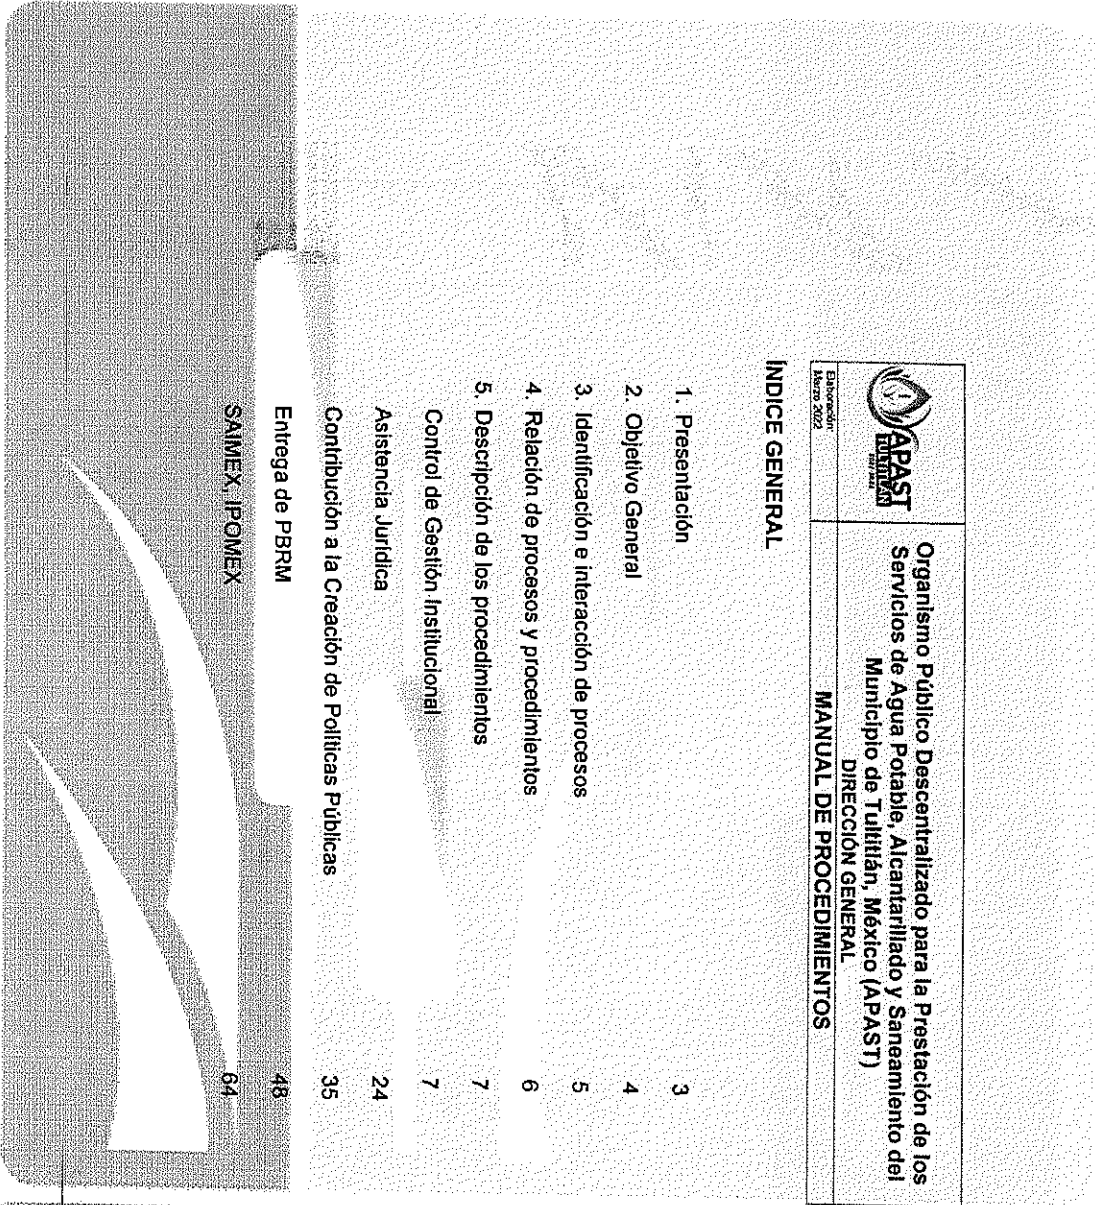 APAST
TULTITLÁN
Elaboración:
Marzo 2022
Organismo Público Descentralizado para la Prestación de los
Servicios de Agua Potable, Alcantarillado y Saneamiento del
Municipio de Tultitlán, México (APAST)
DIRECCIÓN GENERAL
MANUAL DE PROCEDIMIENTOS
ÍNDICE GENERAL
1. Presentación 3
2. Objetivo General 4
3. Identificación e interacción de procesos 5
4. Relación de procesos y procedimientos 6
5. Descripción de los procedimientos 7
Control de Gestión Institucional 7
Asistencia Jurídica 24
Contribución a la Creación de Políticas Públicas 35
Entrega de PBRM 48
SAIMEX, IPOMEX 64